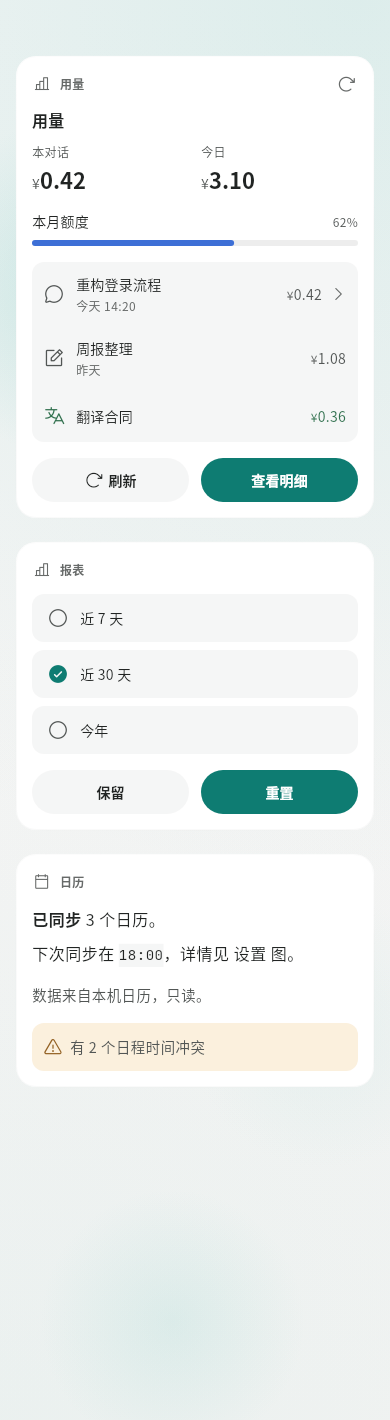 用量
用量
本对话
今日
¥0.42
¥3.10
本月额度
62%
重构登录流程
¥0.42
今天 14:20
周报整理
¥1.08
昨天
翻译合同
¥0.36
刷新
查看明细
报表
近 7 天
近 30 天
今年
保留
重置
日历
已同步 3 个日历。
下次同步在 18:00，详情见 设置 图。
数据来自本机日历，只读。
有 2 个日程时间冲突